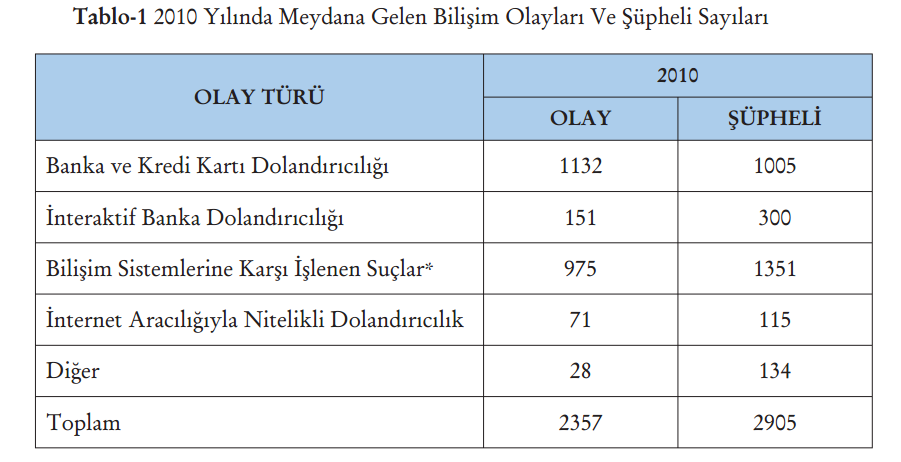 Tablo-1 2010 Yılında Meydana Gelen Bilişim Olayları Ve Şüpheli Sayıları
OLAY TÜRÜ 2010
OLAY ŞÜPHELİ
Banka ve Kredi Kartı Dolandırıcılığı 1132 1005
İnteraktif Banka Dolandırıcılığı 151 300
Bilişim Sistemlerine Karşı İşlenen Suçlar* 975 1351
İnternet Aracılığıyla Nitelikli Dolandırıcılık 71 115
Diğer 28 134
Toplam 2357 2905